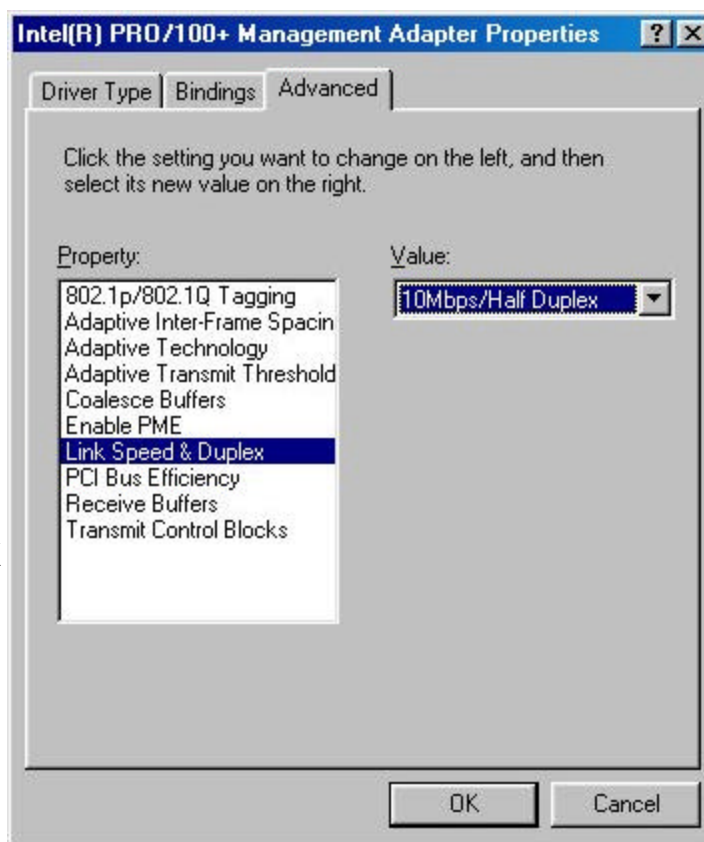 Intel(R) PRO/100+ Management Adapter Properties
Driver Type
Bindings
Advanced
Click the setting you want to change on the left, and then
select its new value on the right.
Property:
802.1p/802.1Q Tagging
Adaptive Inter-Frame Spacin
Adaptive Technology
Adaptive Transmit Threshold
Coalesce Buffers
Enable PME
Link Speed & Duplex
PCI Bus Efficiency
Receive Buffers
Transmit Control Blocks
Value:
10Mbps/Half Duplex
OK
Cancel